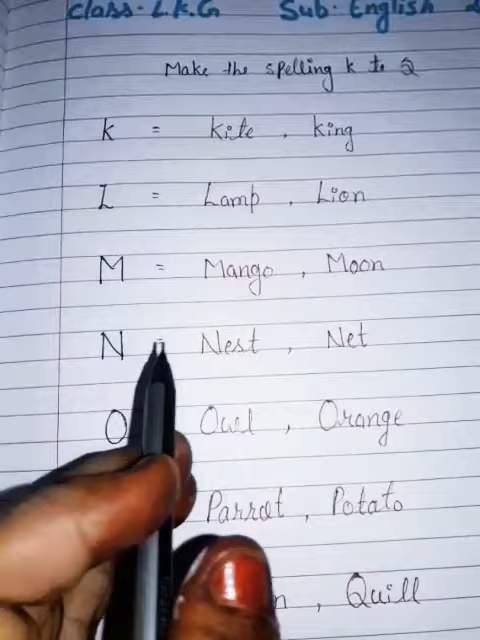 Class- L.K.G Sub- English
Make the spelling K to Q
K = Kite, King
L = Lamp, Lion
M = Mango, Moon
N = Nest, Net
O Owl, Orange
Parrot, Potato
, Quill